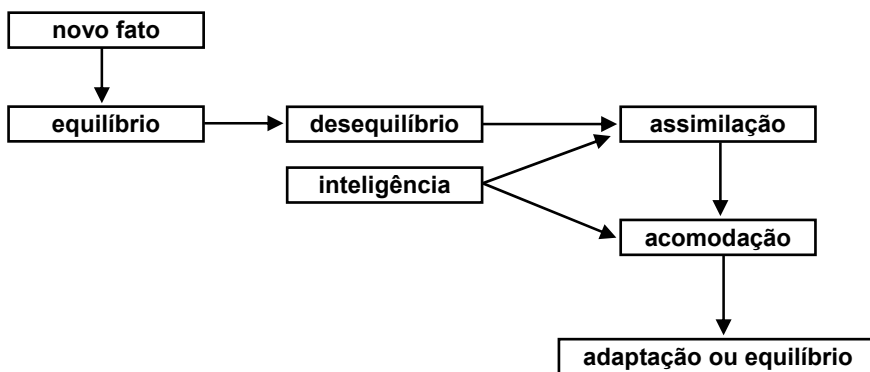 novo fato
equilíbrio
desequilíbrio
assimilação
inteligência
acomodação
adaptação ou equilíbrio